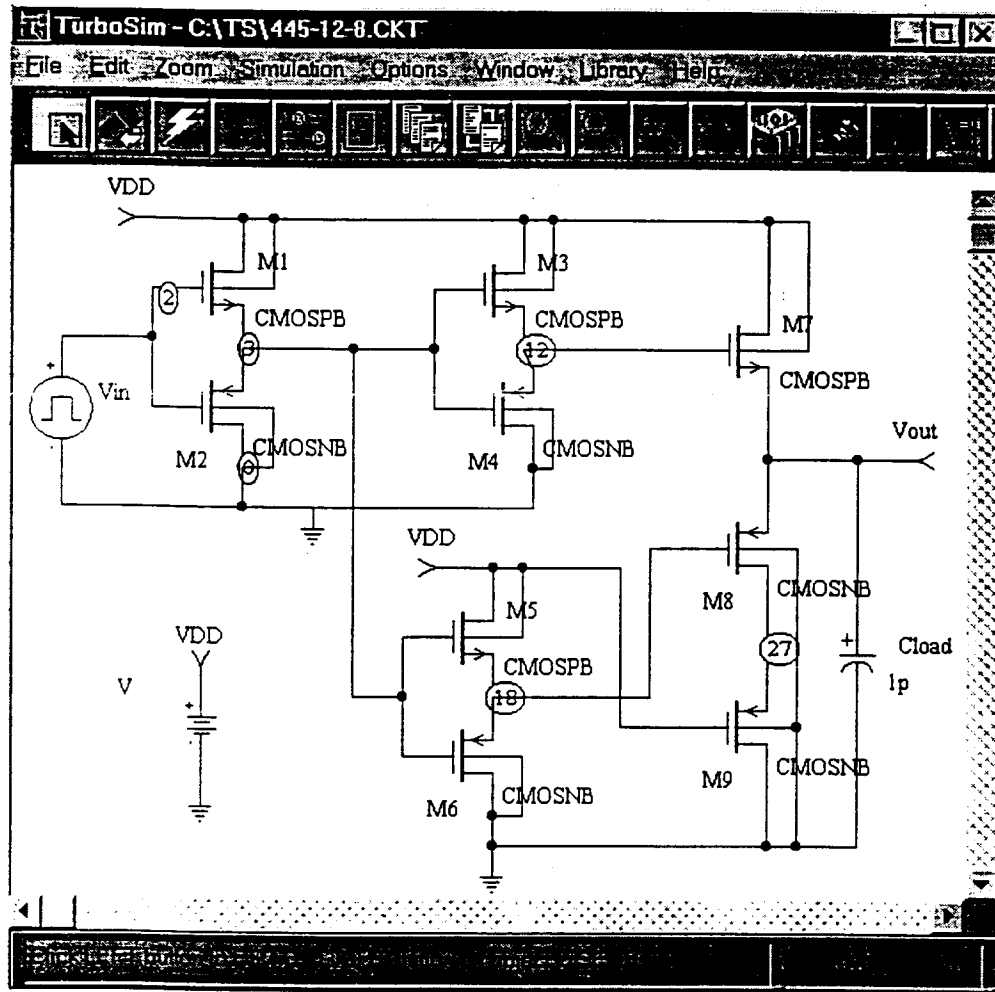 TurboSim - C:\TS\445-12-8.CKT
File Edit Zoom Simulation Options Window Library Help
VDD
M1
M3
2
CMOSPB
CMOSPB
M7
3
12
CMOSPB
Vin
Vout
M2
CMOSNB
M4
CMOSNB
0
VDD
M5
M8
CMOSNB
VDD
CMOSPB
27
Cload
V
18
1p
CMOSNB
M6
CMOSNB
M9